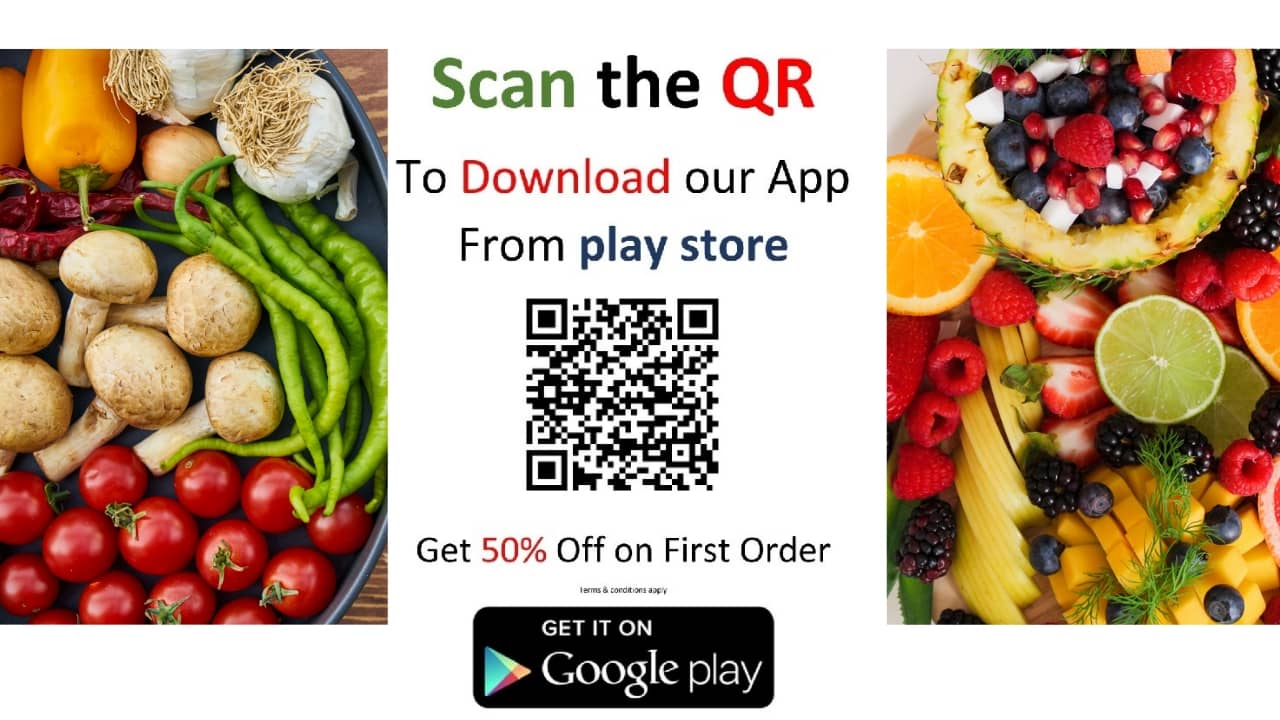 Scan the QR
To Download our App
From play store
Get 50% Off on First Order
Terms & conditions apply
GET IT ON
Google play